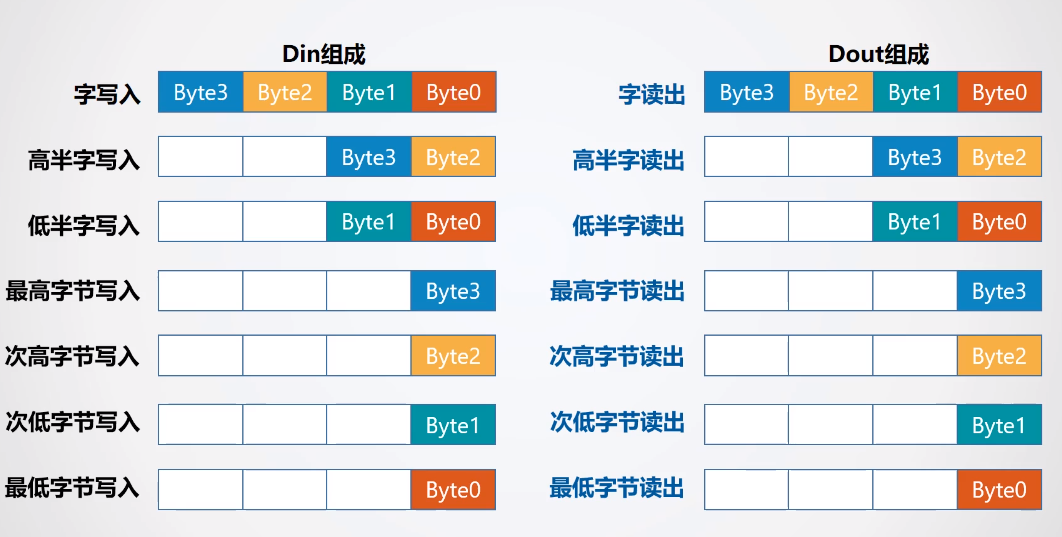 Din组成 Dout组成
字写入 Byte3 Byte2 Byte1 Byte0 字读出 Byte3 Byte2 Byte1 Byte0
高半字写入 Byte3 Byte2 高半字读出 Byte3 Byte2
低半字写入 Byte1 Byte0 低半字读出 Byte1 Byte0
最高字节写入 Byte3 最高字节读出 Byte3
次高字节写入 Byte2 次高字节读出 Byte2
次低字节写入 Byte1 次低字节读出 Byte1
最低字节写入 Byte0 最低字节读出 Byte0